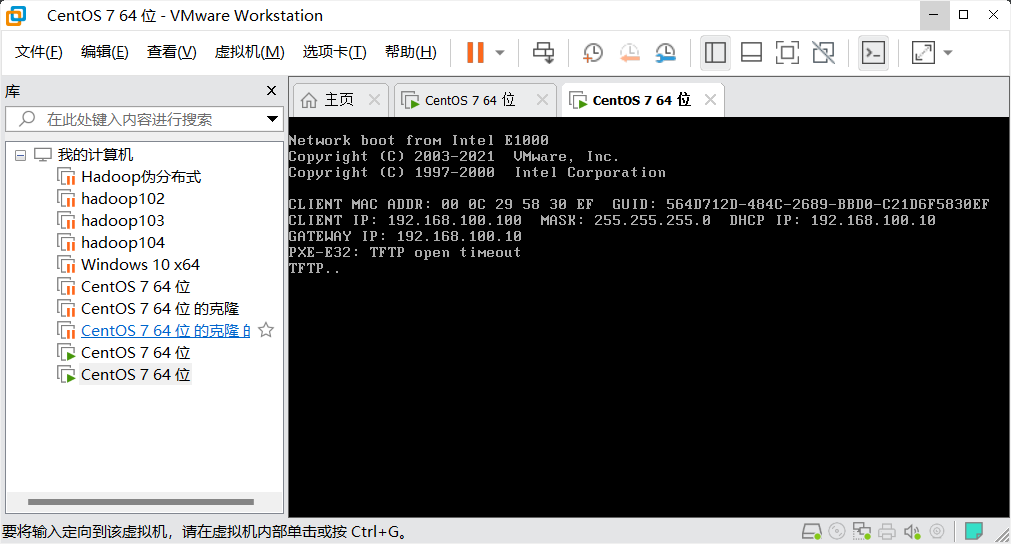 CentOS 7 64 位 - VMware Workstation
文件(F) 编辑(E) 查看(V) 虚拟机(M) 选项卡(T) 帮助(H)
库
在此处键入内容进行搜索
我的计算机
Hadoop伪分布式
hadoop102
hadoop103
hadoop104
Windows 10 x64
CentOS 7 64 位
CentOS 7 64 位 的克隆
CentOS 7 64 位 的克隆 的
CentOS 7 64 位
CentOS 7 64 位
主页 CentOS 7 64 位 CentOS 7 64 位
Network boot from Intel E1000
Copyright (C) 2003-2021 VMware, Inc.
Copyright (C) 1997-2000 Intel Corporation
CLIENT MAC ADDR: 00 0C 29 58 30 EF GUID: 564D712D-484C-2689-BBD0-C21D6F5830EF
CLIENT IP: 192.168.100.100 MASK: 255.255.255.0 DHCP IP: 192.168.100.10
GATEWAY IP: 192.168.100.10
PXE-E32: TFTP open timeout
TFTP..
要将输入定向到该虚拟机，请在虚拟机内部单击或按 Ctrl+G。